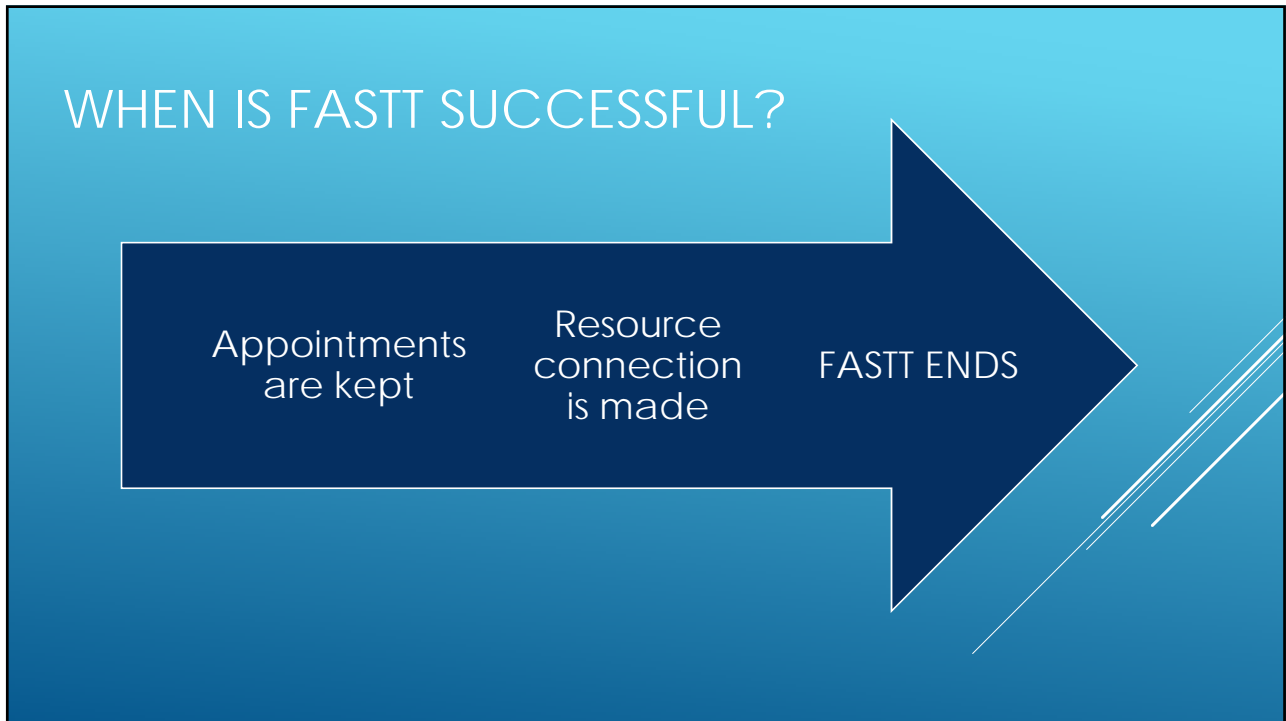 WHEN IS FASTT SUCCESSFUL?
Appointments
are kept
Resource
connection
is made
FASTT ENDS